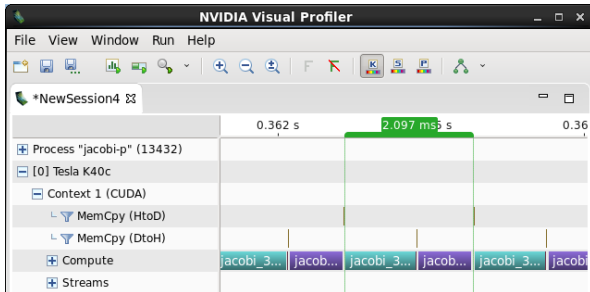 NVIDIA Visual Profiler
File View Window Run Help
*NewSession4
0.362 s 2.097 ms s 0.36
Process "jacobi-p" (13432)
[0] Tesla K40c
Context 1 (CUDA)
MemCpy (HtoD)
MemCpy (DtoH)
Compute jacobi_3... jacob... jacobi_3... jacob... jacobi_3... jacobi
Streams